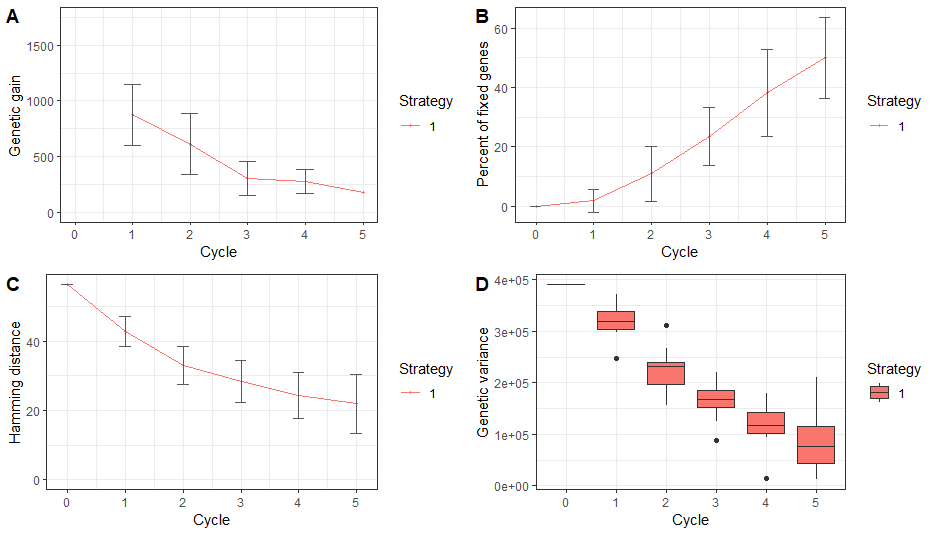 A
Genetic gain
1500
1000
500
0
0 1 2 3 4 5
Cycle
Strategy
1
B
Percent of fixed genes
60
40
20
0
0 1 2 3 4 5
Cycle
Strategy
1
C
Hamming distance
40
20
0
0 1 2 3 4 5
Cycle
Strategy
1
D
Genetic variance
4e+05
3e+05
2e+05
1e+05
0e+00
0 1 2 3 4 5
Cycle
Strategy
1